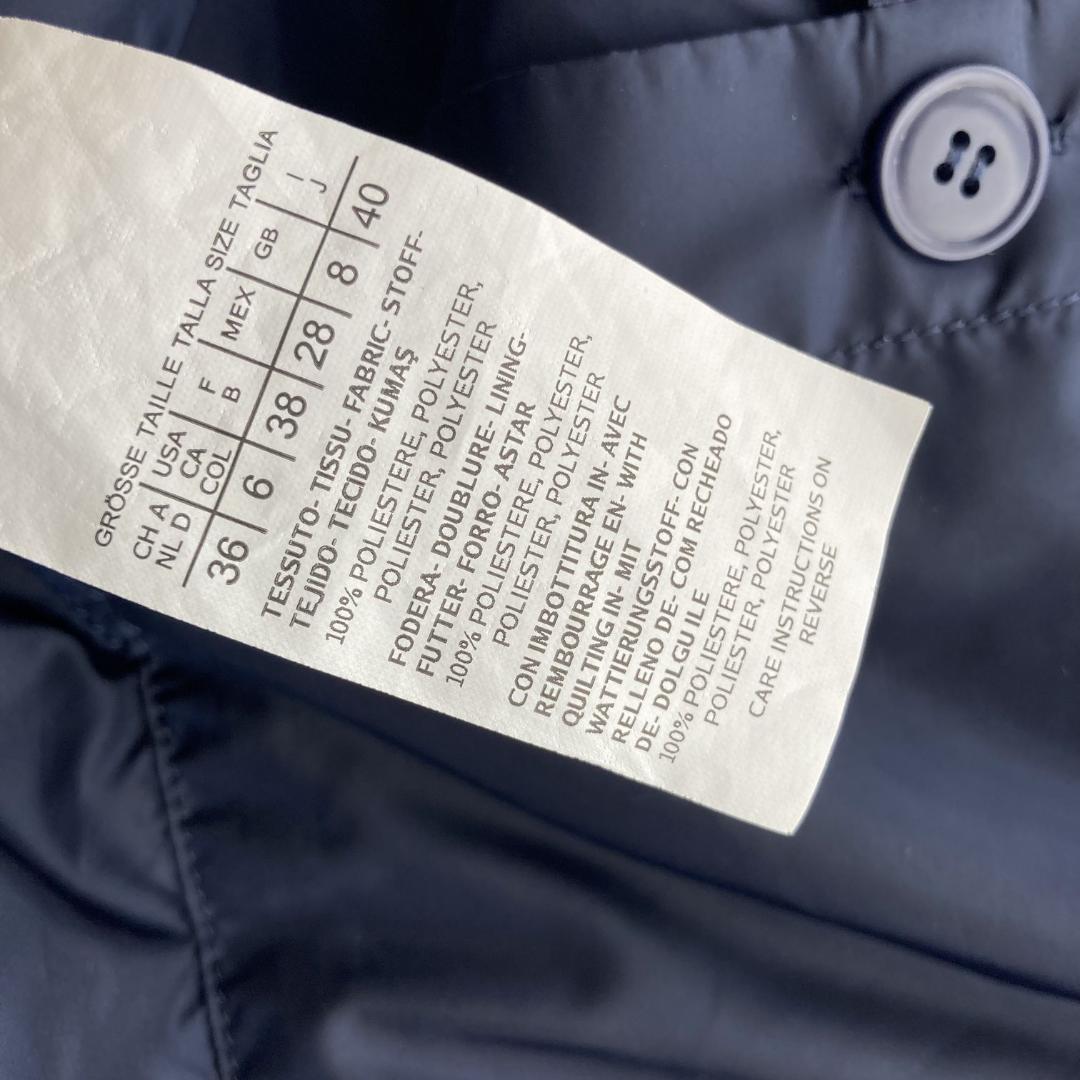 GRÖSSE TAILLE TALLA SIZE TAGLIA
CH A USA F MEX GB I
NL D CA B J
COL
36 6 38 28 8 40
TESSUTO- TISSU- FABRIC- STOFF-
TEJIDO- TECIDO- KUMAŞ
100% POLIESTERE, POLYESTER,
POLIESTER, POLYESTER
FODERA- DOUBLURE- LINING-
FUTTER- FORRO- ASTAR
100% POLIESTERE, POLYESTER,
POLIESTER, POLYESTER
CON IMBOTTITURA IN- AVEC
REMBOURRAGE EN- WITH
QUILTING IN- MIT
WATTIERUNGSSTOFF- CON
RELLENO DE- COM RECHEADO
DE- DOLGU ILE
100% POLIESTERE, POLYESTER,
POLIESTER, POLYESTER
CARE INSTRUCTIONS ON
REVERSE